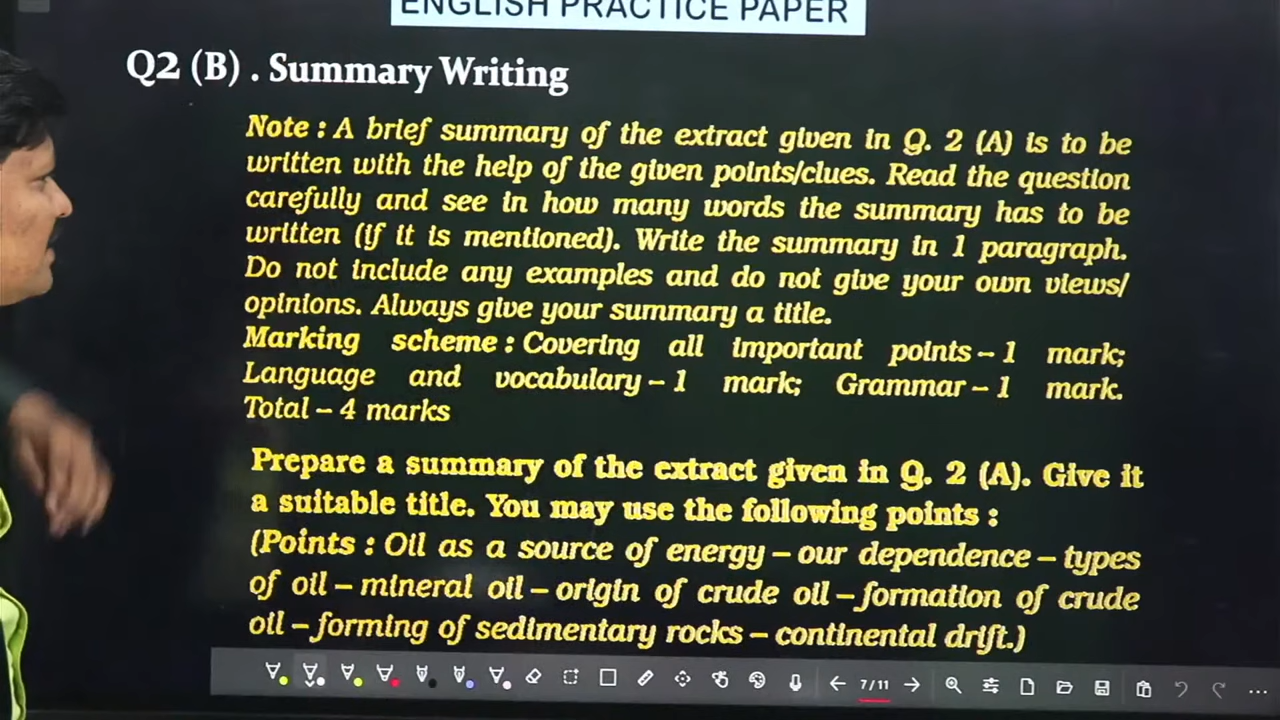 ENGLISH PRACTICE PAPER
Q2 (B) . Summary Writing
Note : A brief summary of the extract given in Q. 2 (A) is to be
written with the help of the given points/clues. Read the question
carefully and see in how many words the summary has to be
written (if it is mentioned). Write the summary in 1 paragraph.
Do not include any examples and do not give your own views/
opinions. Always give your summary a title.
Marking scheme : Covering all important points – 1 mark;
Language and vocabulary – 1 mark; Grammar – 1 mark.
Total – 4 marks
Prepare a summary of the extract given in Q. 2 (A). Give it
a suitable title. You may use the following points :
(Points : Oil as a source of energy – our dependence – types
of oil – mineral oil – origin of crude oil – formation of crude
oil – forming of sedimentary rocks – continental drift.)
7/11